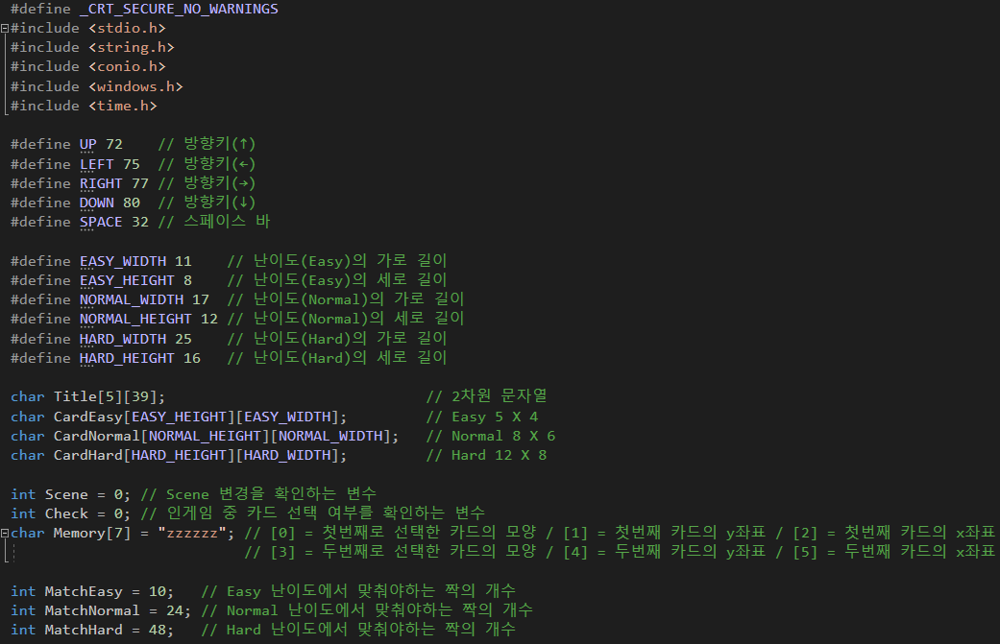 #define _CRT_SECURE_NO_WARNINGS
#include <stdio.h>
#include <string.h>
#include <conio.h>
#include <windows.h>
#include <time.h>
#define UP 72    // 방향키(↑)
#define LEFT 75  // 방향키(←)
#define RIGHT 77 // 방향키(→)
#define DOWN 80  // 방향키(↓)
#define SPACE 32 // 스페이스 바
#define EASY_WIDTH 11    // 난이도(Easy)의 가로 길이
#define EASY_HEIGHT 8    // 난이도(Easy)의 세로 길이
#define NORMAL_WIDTH 17  // 난이도(Normal)의 가로 길이
#define NORMAL_HEIGHT 12 // 난이도(Normal)의 세로 길이
#define HARD_WIDTH 25    // 난이도(Hard)의 가로 길이
#define HARD_HEIGHT 16   // 난이도(Hard)의 세로 길이
char Title[5][39];                              // 2차원 문자열
char CardEasy[EASY_HEIGHT][EASY_WIDTH];         // Easy 5 X 4
char CardNormal[NORMAL_HEIGHT][NORMAL_WIDTH];   // Normal 8 X 6
char CardHard[HARD_HEIGHT][HARD_WIDTH];         // Hard 12 X 8
int Scene = 0; // Scene 변경을 확인하는 변수
int Check = 0; // 인게임 중 카드 선택 여부를 확인하는 변수
char Memory[7] = "zzzzzz"; // [0] = 첫번째로 선택한 카드의 모양 / [1] = 첫번째 카드의 y좌표 / [2] = 첫번째 카드의 x좌표
                           // [3] = 두번째로 선택한 카드의 모양 / [4] = 두번째 카드의 y좌표 / [5] = 두번째 카드의 x좌표
int MatchEasy = 10;   // Easy 난이도에서 맞춰야하는 짝의 개수
int MatchNormal = 24; // Normal 난이도에서 맞춰야하는 짝의 개수
int MatchHard = 48;   // Hard 난이도에서 맞춰야하는 짝의 개수